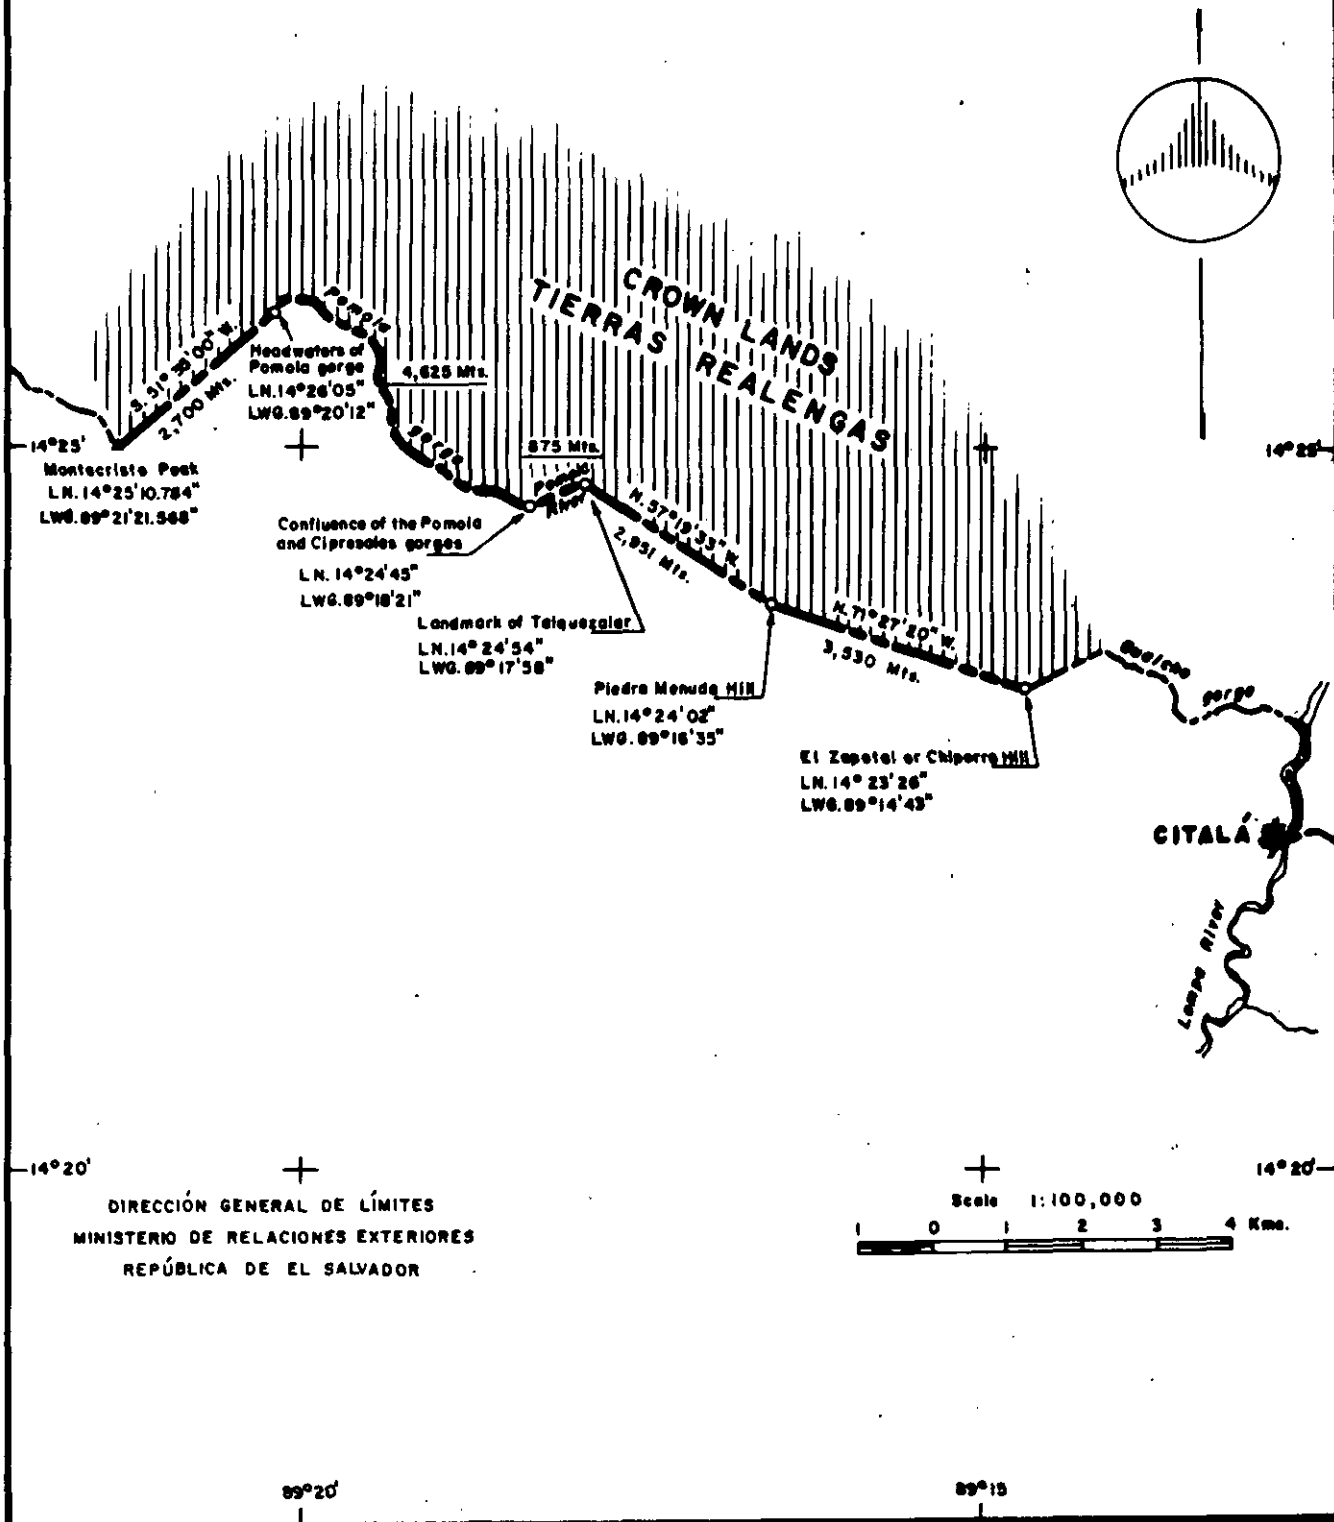 CROWN LANDS
TIERRAS REALENGAS
Pomola
gorge
S. 51° 30' 00" W.
2,700 Mts.
Headwaters of
Pomola gorge
LN. 14°26'05"
LWG. 89°20'12"
4,625 Mts.
14°25'
14°25'
Montecristo Peak
LN. 14°25'10.784"
LWG. 89°21'21.568"
875 Mts.
Pomola
River
N. 57°19'33" W.
2,951 Mts.
Confluence of the Pomola
and Cipresales gorges
LN. 14°24'45"
LWG. 89°18'21"
Landmark of Talquezalar
LN. 14°24'54"
LWG. 89°17'58"
N. 71°27'20" W.
3,530 Mts.
Piedra Menuda Hill
LN. 14°24'02"
LWG. 89°16'35"
gorge
El Zapotal or Chiporro Hill
LN. 14°23'26"
LWG. 89°14'43"
CITALÁ
Lempa River
14°20'
14°20'
DIRECCIÓN GENERAL DE LÍMITES
MINISTERIO DE RELACIONES EXTERIORES
REPÚBLICA DE EL SALVADOR
Scale 1:100,000
1 0 1 2 3 4 Kms.
89°20'
89°15